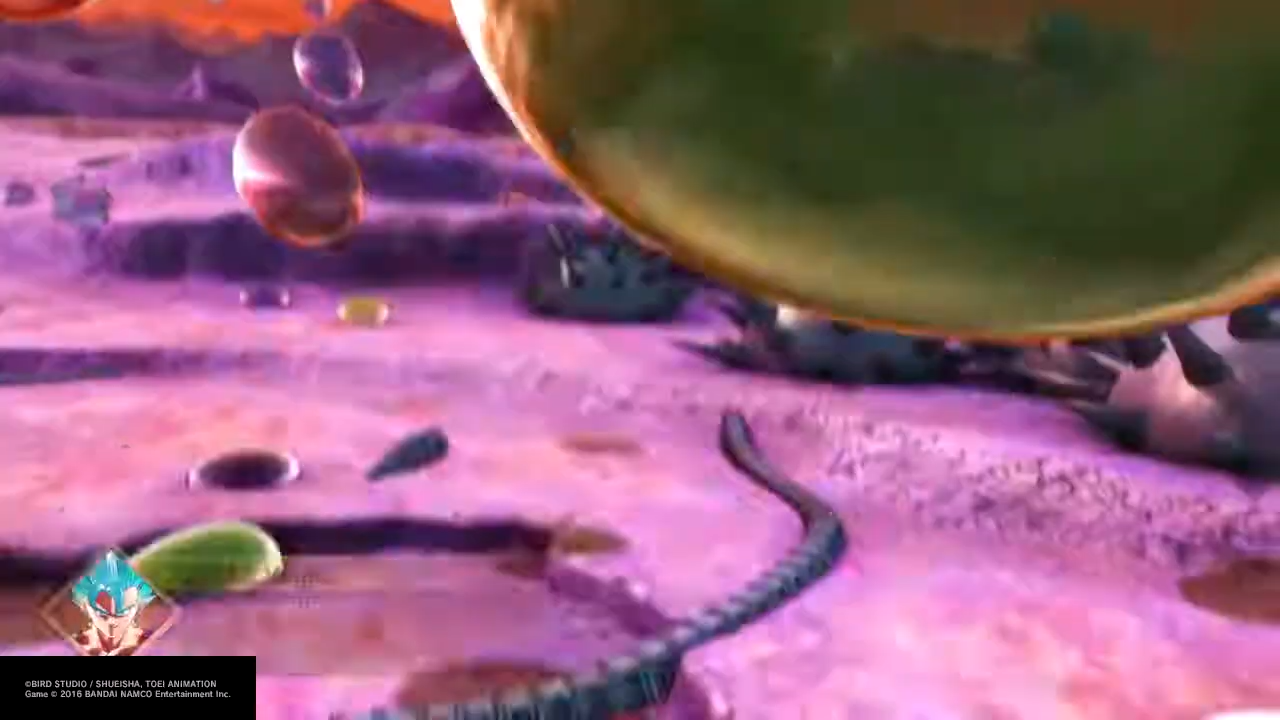 ©BIRD STUDIO / SHUEISHA, TOEI ANIMATION
Game © 2016 BANDAI NAMCO Entertainment Inc.